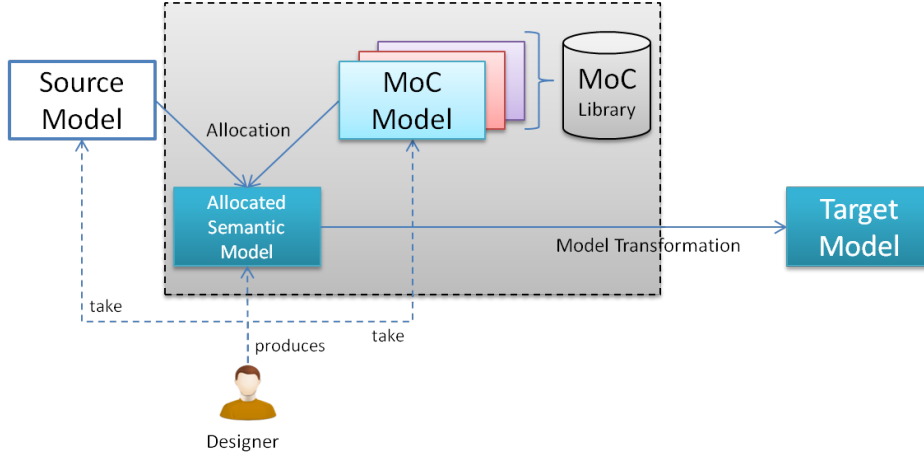 Source
Model
MoC
Model
MoC
Library
Allocation
Allocated
Semantic
Model
Target
Model
Model Transformation
take
take
produces
Designer